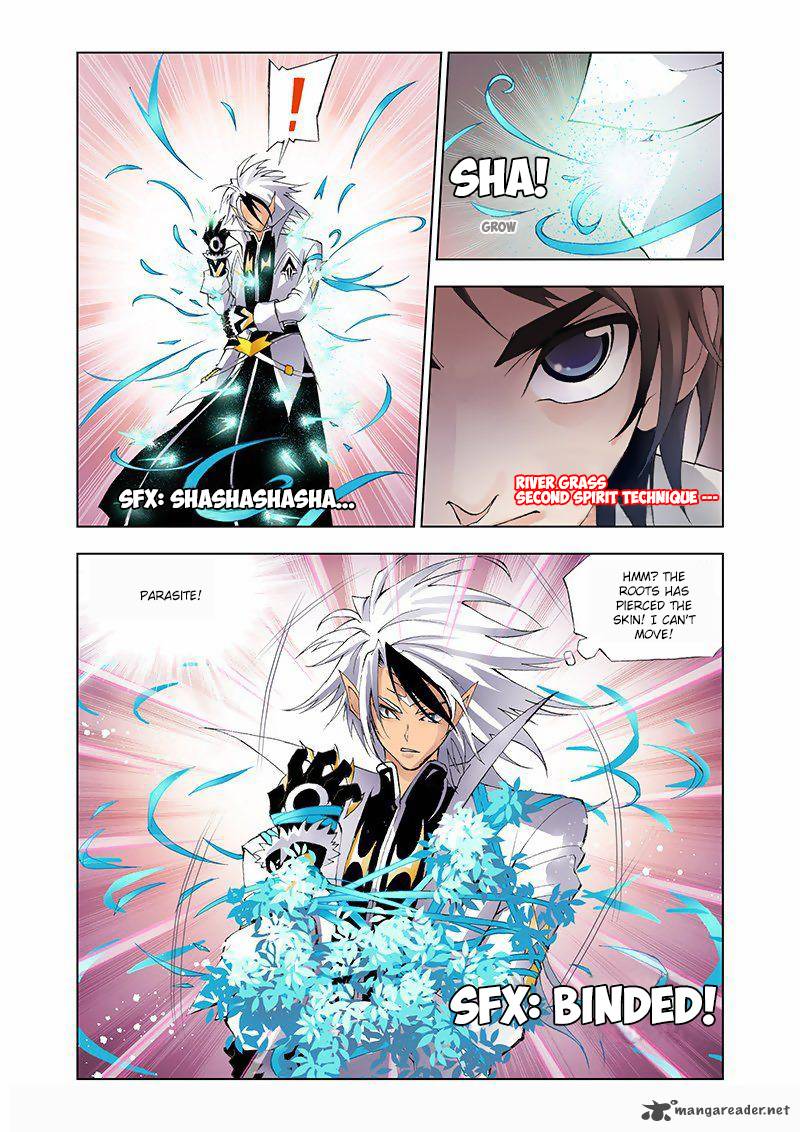 !
SFX: SHASHASHASHA...
SHA!
GROW
RIVER GRASS
SECOND SPIRIT TECHNIQUE ---
PARASITE!
HMM? THE
ROOTS HAS
PIERCED THE
SKIN! I CAN'T
MOVE!
SFX: BINDED!
mangareader.net